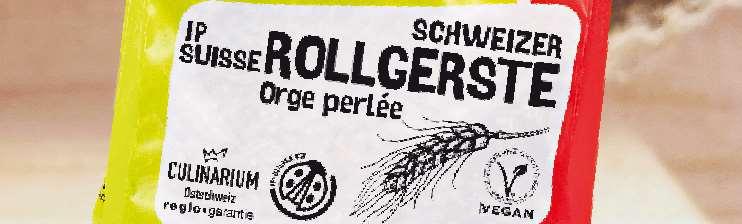 IP
SUISSE
SCHWEIZER
ROLLGERSTE
Orge perlée
CULINARIUM
Ostschweiz
regio•garantie
VEGAN